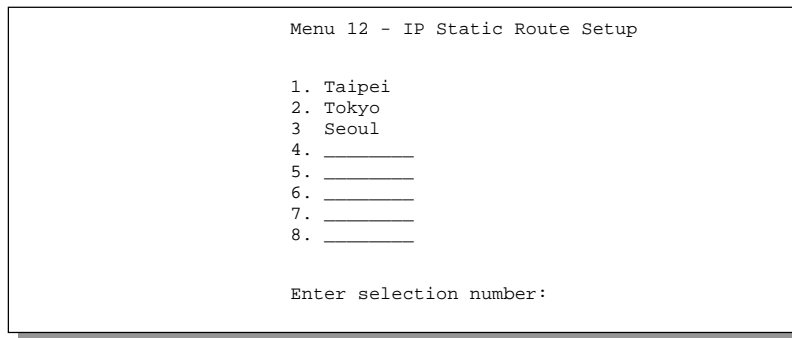 Menu 12 - IP Static Route Setup
1. Taipei
2. Tokyo
3  Seoul
4. ________
5. ________
6. ________
7. ________
8. ________
Enter selection number: